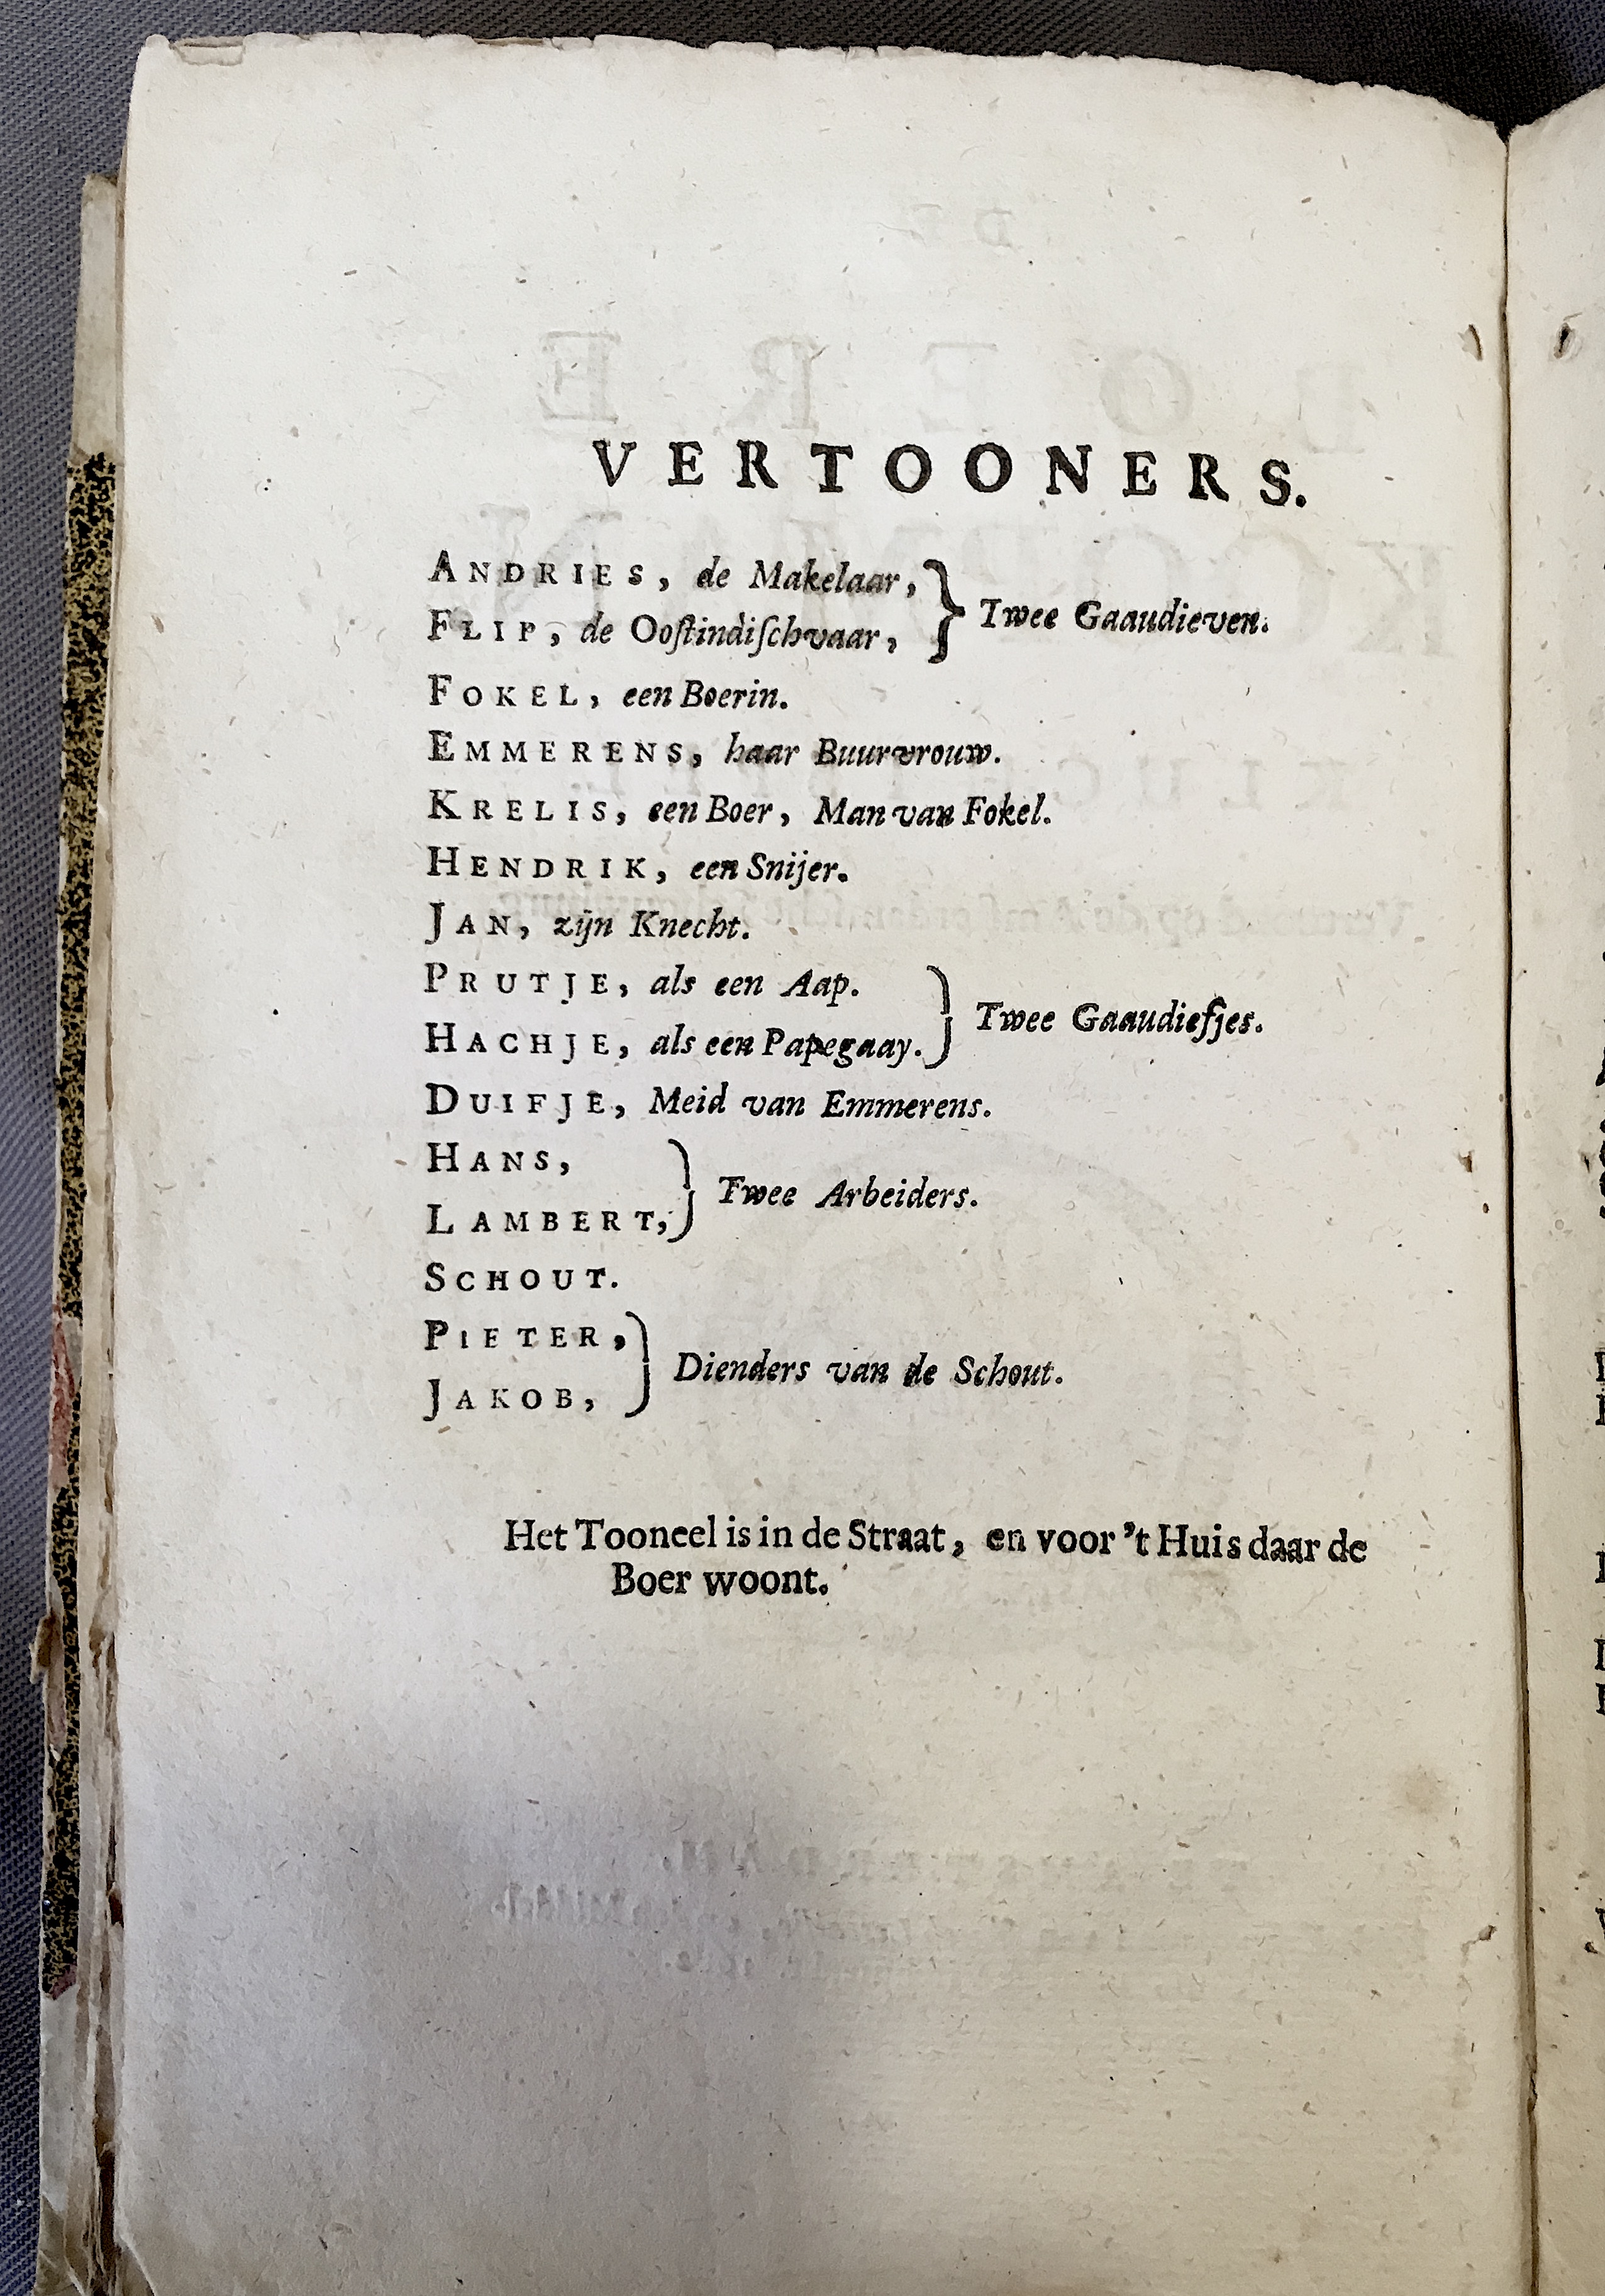 VERTOONERS.
ANDRIES, de Makelaar,
FLIP, de Ooſtindiſchvaar,
} Twee Gaaudieven.
FOKEL, een Boerin.
EMMERENS, haar Buurvrouw.
KRELIS, een Boer, Man van Fokel.
HENDRIK, een Snijer.
JAN, zijn Knecht.
PRUTJE, als een Aap.
HACHJE, als een Papegaay.
} Twee Gaaudiefjes.
DUIFJE, Meid van Emmerens.
HANS,
LAMBERT,
} Twee Arbeiders.
SCHOUT.
PIETER,
JAKOB,
} Dienders van de Schout.
Het Tooneel is in de Straat, en voor 't Huis daar de
Boer woont.